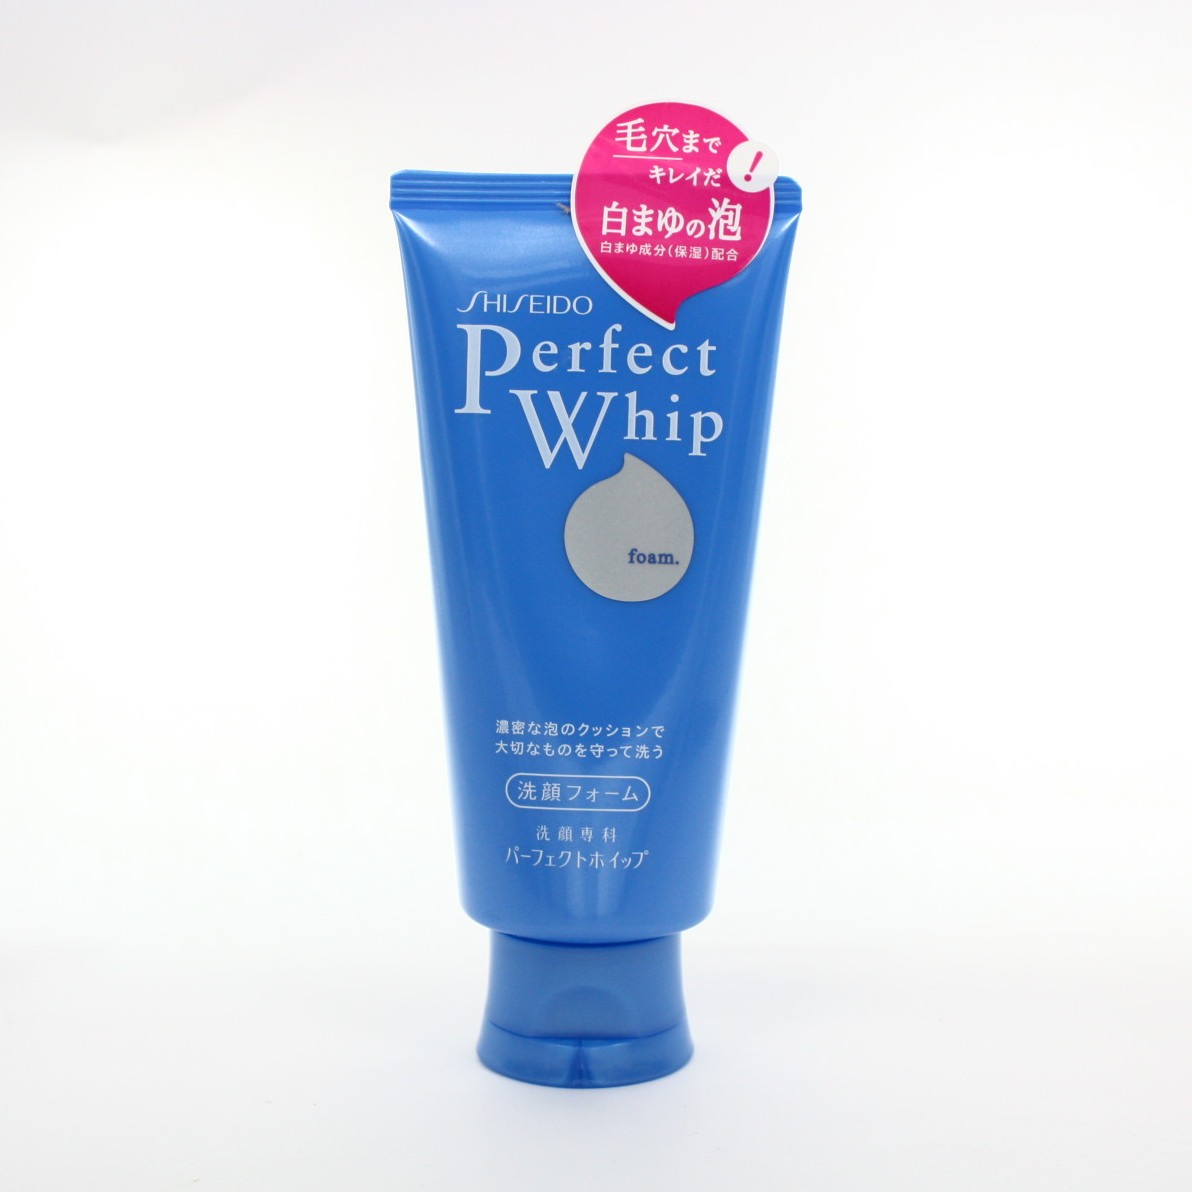 毛穴まで
キレイだ!
白まゆの泡
白まゆ成分(保湿)配合
SHISEIDO
Perfect
Whip
foam.
濃密な泡のクッションで
大切なものを守って洗う
洗顔フォーム
洗顔専科
パーフェクトホイップ